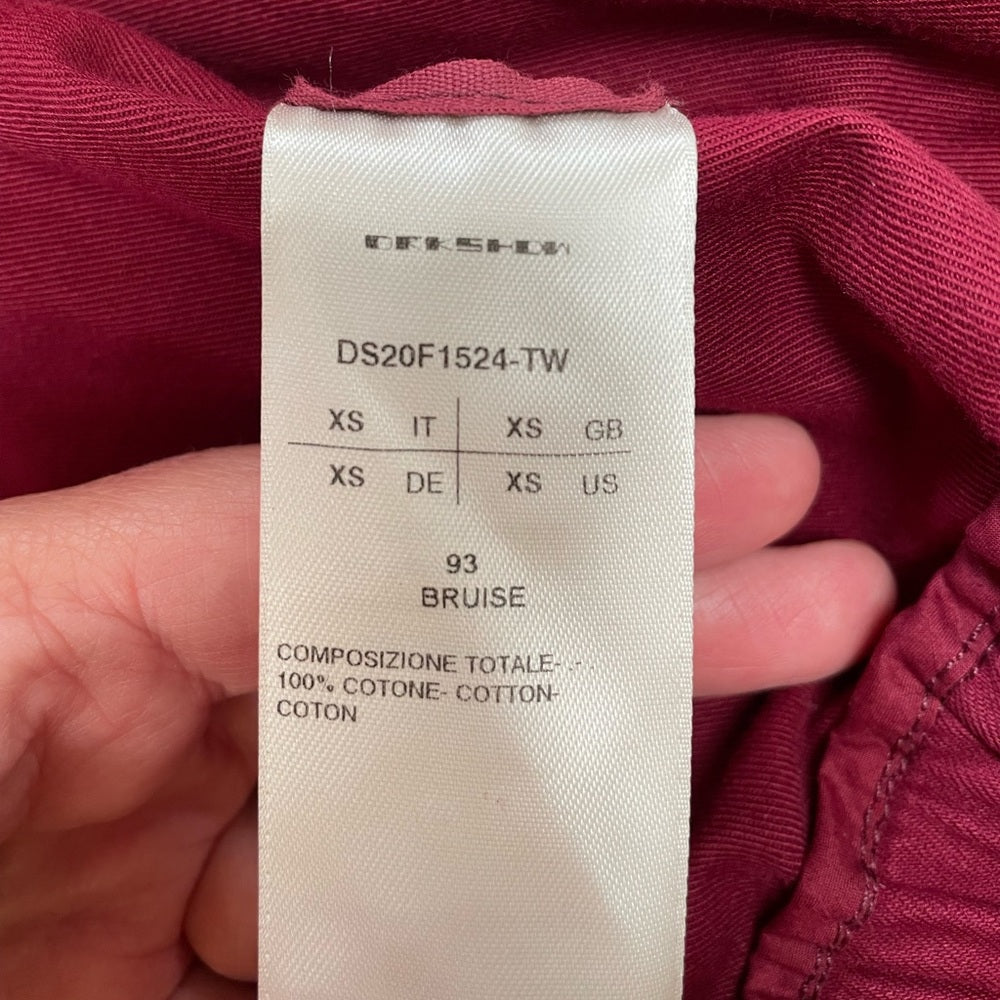 DRKSHDW
DS20F1524-TW
XS IT XS GB
XS DE XS US
93
BRUISE
COMPOSIZIONE TOTALE- - -
100% COTONE- COTTON-
COTON